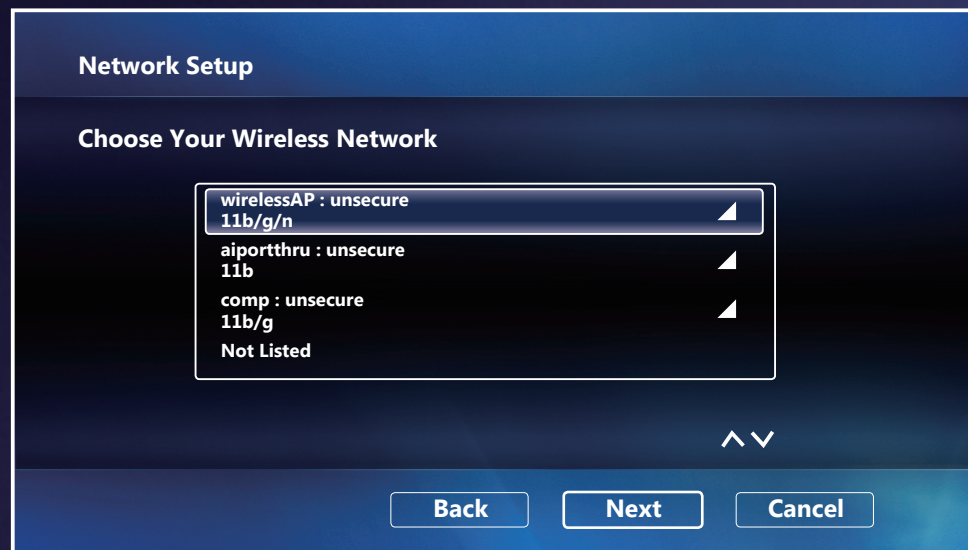 Network Setup
Choose Your Wireless Network
wirelessAP : unsecure
11b/g/n
aiportthru : unsecure
11b
comp : unsecure
11b/g
Not Listed
Back Next Cancel